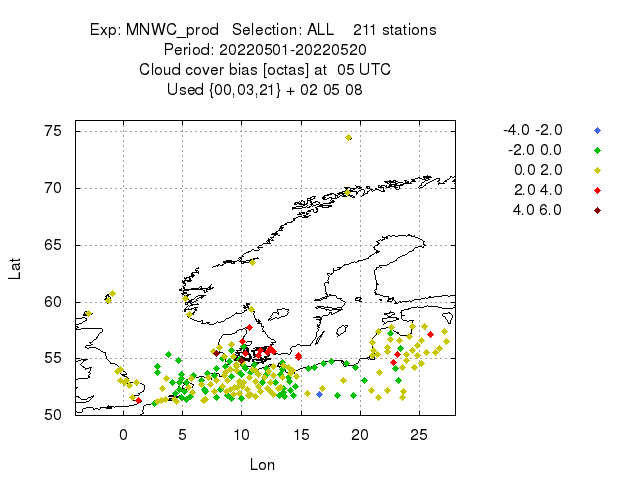 Exp: MNWC_prod   Selection: ALL    211 stations
Period: 20220501-20220520
Cloud cover bias [octas] at  05 UTC
Used {00,03,21} + 02 05 08
-4.0 -2.0
-2.0 0.0
0.0 2.0
2.0 4.0
4.0 6.0
75
70
65
60
55
50
Lat
0 5 10 15 20 25
Lon